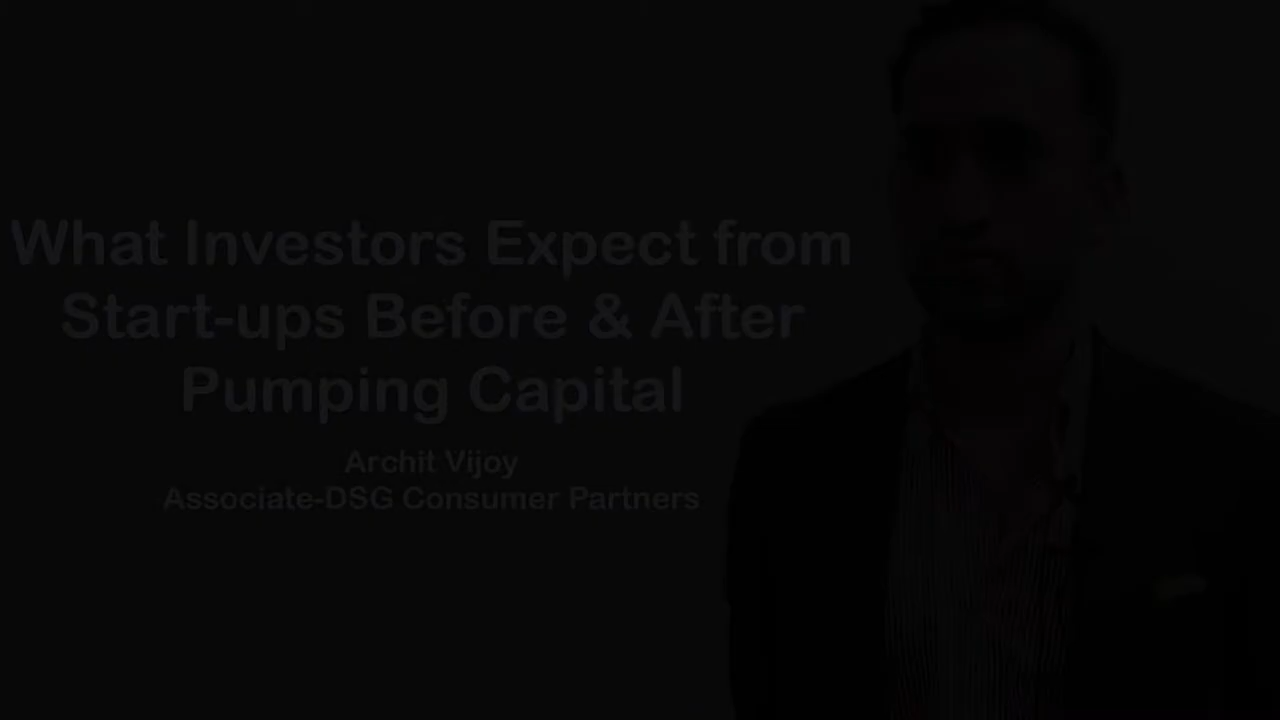 What Investors Expect from
Start-ups Before & After
Pumping Capital
Archit Vijoy
Associate-DSG Consumer Partners